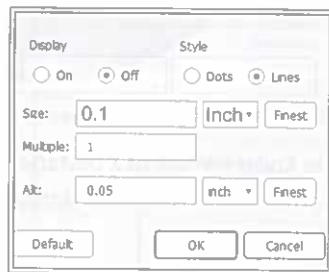 Display Style
On Off Dots Lines
Size: 0.1 Inch Finest
Multiple: 1
Alt: 0.05 inch Finest
Default OK Cancel